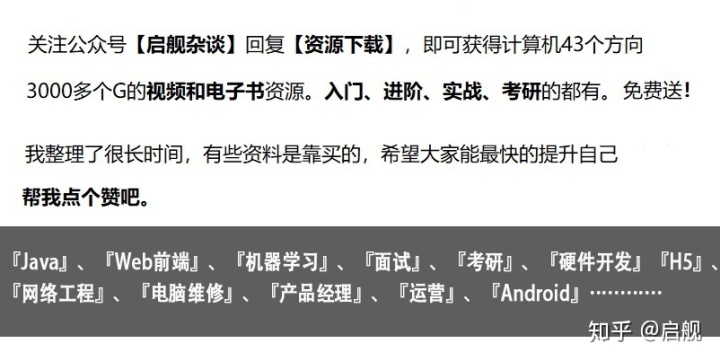 关注公众号【启舰杂谈】回复【资源下载】，即可获得计算机43个方向
3000多个G的视频和电子书资源。入门、进阶、实战、考研的都有。免费送！
我整理了很长时间，有些资料是靠买的，希望大家能最快的提升自己
帮我点个赞吧。
『Java』、『Web前端』、『机器学习』、『面试』、『考研』、『硬件开发』『H5』、
『网络工程』、『电脑维修』、『产品经理』、『运营』、『Android』…………
知乎 @启舰